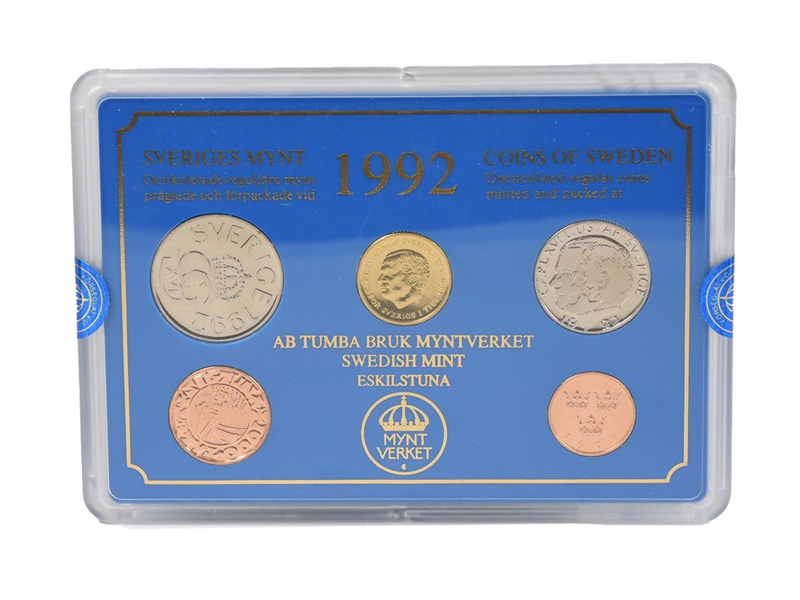 SVERIGES MYNT
Ocirkulerade reguljära mynt
präglade och förpackade vid
1992
COINS OF SWEDEN
Uncirculated regular coins
minted and packed at
SVERIGE 1992
AB TUMBA BRUK MYNTVERKET
SWEDISH MINT
ESKILSTUNA
MYNT
VERKET